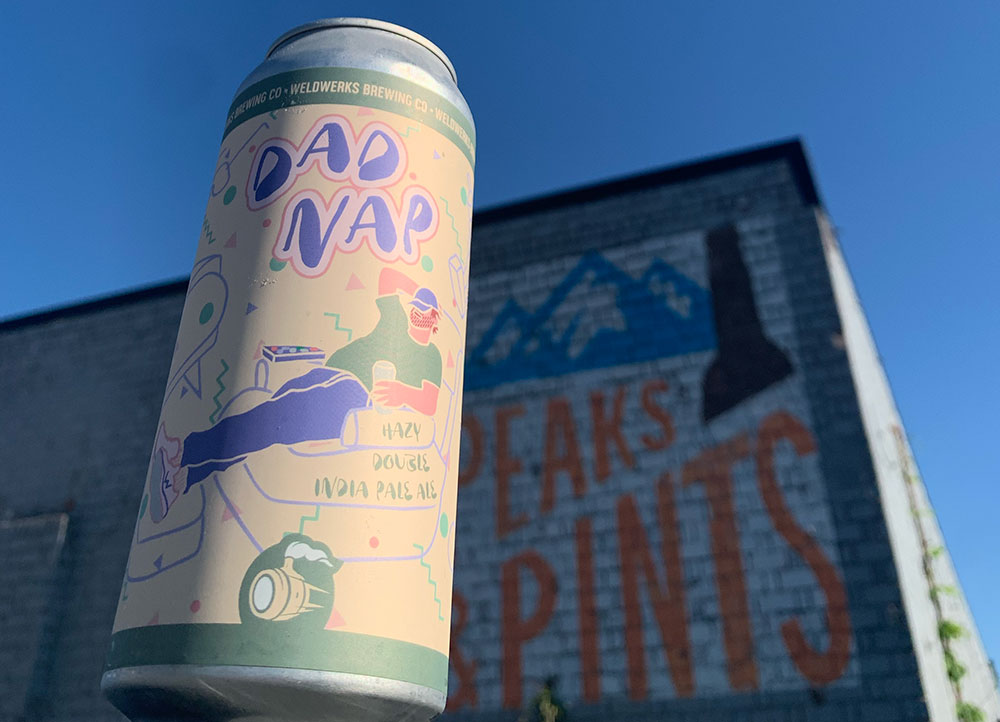 BREWING CO • WELDWERKS BREWING CO • WELDWERKS
DAD
NAP
HAZY
DOUBLE
INDIA PALE ALE
PEAKS
& PINTS